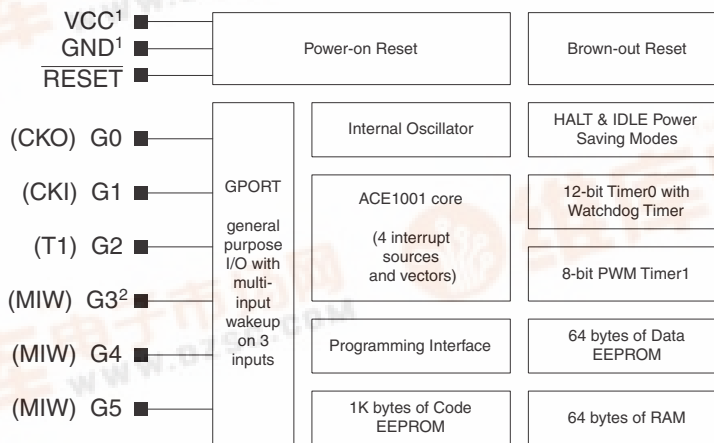 VCC¹
GND¹
RESET
Power-on Reset
Brown-out Reset
(CKO) G0
(CKI) G1
(T1) G2
(MIW) G3²
(MIW) G4
(MIW) G5
GPORT
general
purpose
I/O with
multi-
input
wakeup
on 3
inputs
Internal Oscillator
HALT & IDLE Power
Saving Modes
ACE1001 core
(4 interrupt
sources
and vectors)
12-bit Timer0 with
Watchdog Timer
8-bit PWM Timer1
Programming Interface
64 bytes of Data
EEPROM
1K bytes of Code
EEPROM
64 bytes of RAM